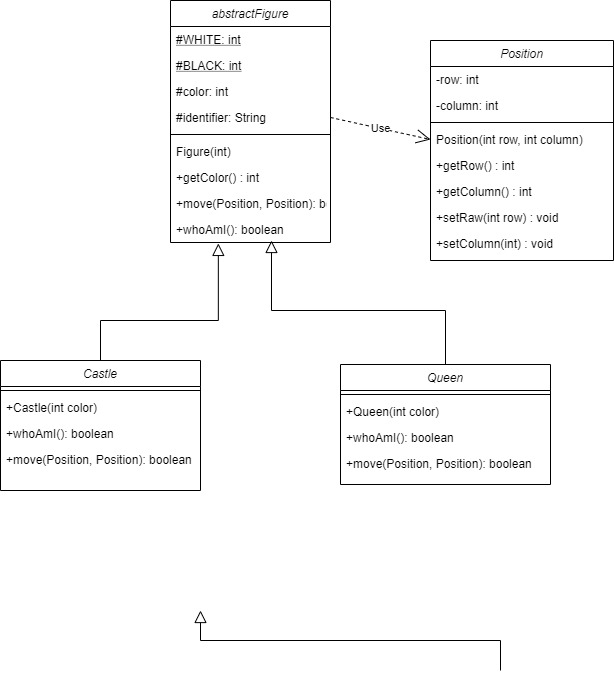 abstractFigure
#WHITE: int
#BLACK: int
#color: int
#identifier: String
Figure(int)
+getColor() : int
+move(Position, Position): b
+whoAmI(): boolean
Use
Position
-row: int
-column: int
Position(int row, int column)
+getRow() : int
+getColumn() : int
+setRaw(int row) : void
+setColumn(int) : void
Castle
+Castle(int color)
+whoAmI(): boolean
+move(Position, Position): boolean
Queen
+Queen(int color)
+whoAmI(): boolean
+move(Position, Position): boolean